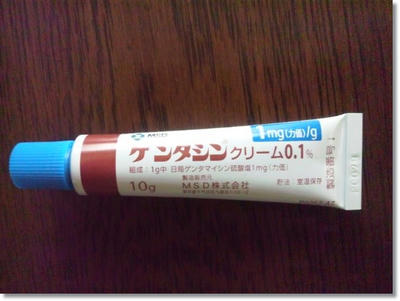 MSD
1mg(力価)/g
ゲンタシンクリーム0.1%
組成:1g中 日局ゲンタマイシン硫酸塩1mg(力価)
製造販売元
10g MSD株式会社
貯法:室温保存